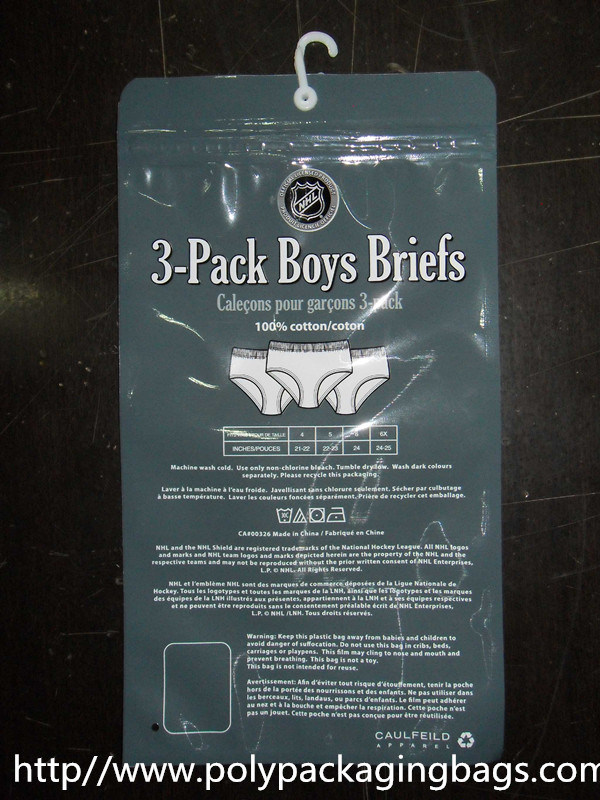 NHL
3-Pack Boys Briefs
Caleçons pour garçons 3-pack
100% cotton/coton
DE TAILLE 4 5 6 6X
INCHES/POUCES 21-22 22-23 24 24-25
Machine wash cold. Use only non-chlorine bleach. Tumble dry low. Wash dark colours
separately. Please recycle this packaging.
Laver à la machine à l'eau froide. Javellisant sans chlorure seulement. Sécher par culbutage
à basse température. Laver les couleurs foncées séparément. Prière de recycler cet emballage.
CA#00326 Made in China / Fabriqué en Chine
NHL and the NHL Shield are registered trademarks of the National Hockey League. All NHL logos
and marks and NHL team logos and marks depicted herein are the property of the NHL and the
respective teams and may not be reproduced without the prior written consent of NHL Enterprises,
L.P. © NHL. All Rights Reserved.
NHL et l'emblème NHL sont des marques de commerce déposées de la Ligue Nationale de
Hockey. Tous les logotypes et toutes les marques de la LNH, ainsi que les logotypes et les marques
des équipes de la LNH illustrés aux présentes, appartiennent à la LNH et à ses équipes respectives
et ne peuvent être reproduits sans le consentement préalable écrit de NHL Enterprises,
L.P. © NHL /LNH. Tous droits réservés.
Warning: Keep this plastic bag away from babies and children to
avoid danger of suffocation. Do not use this bag in cribs, beds,
carriages or playpens. This film may cling to nose and mouth and
prevent breathing. This bag is not a toy.
This bag is not intended for reuse.
Avertissement: Afin d'éviter tout risque d'étouffement, tenir la poche
hors de la portée des nourrissons et des enfants. Ne pas utiliser dans
les berceaux, lits, landaus, ou parcs d'enfants. Le film peut adhérer
au nez et à la bouche et empêcher la respiration. Cette poche n'est
pas un jouet. Cette poche n'est pas conçue pour être réutilisée.
CAULFEILD
APPAREL
http//www.polypackagingbags.com